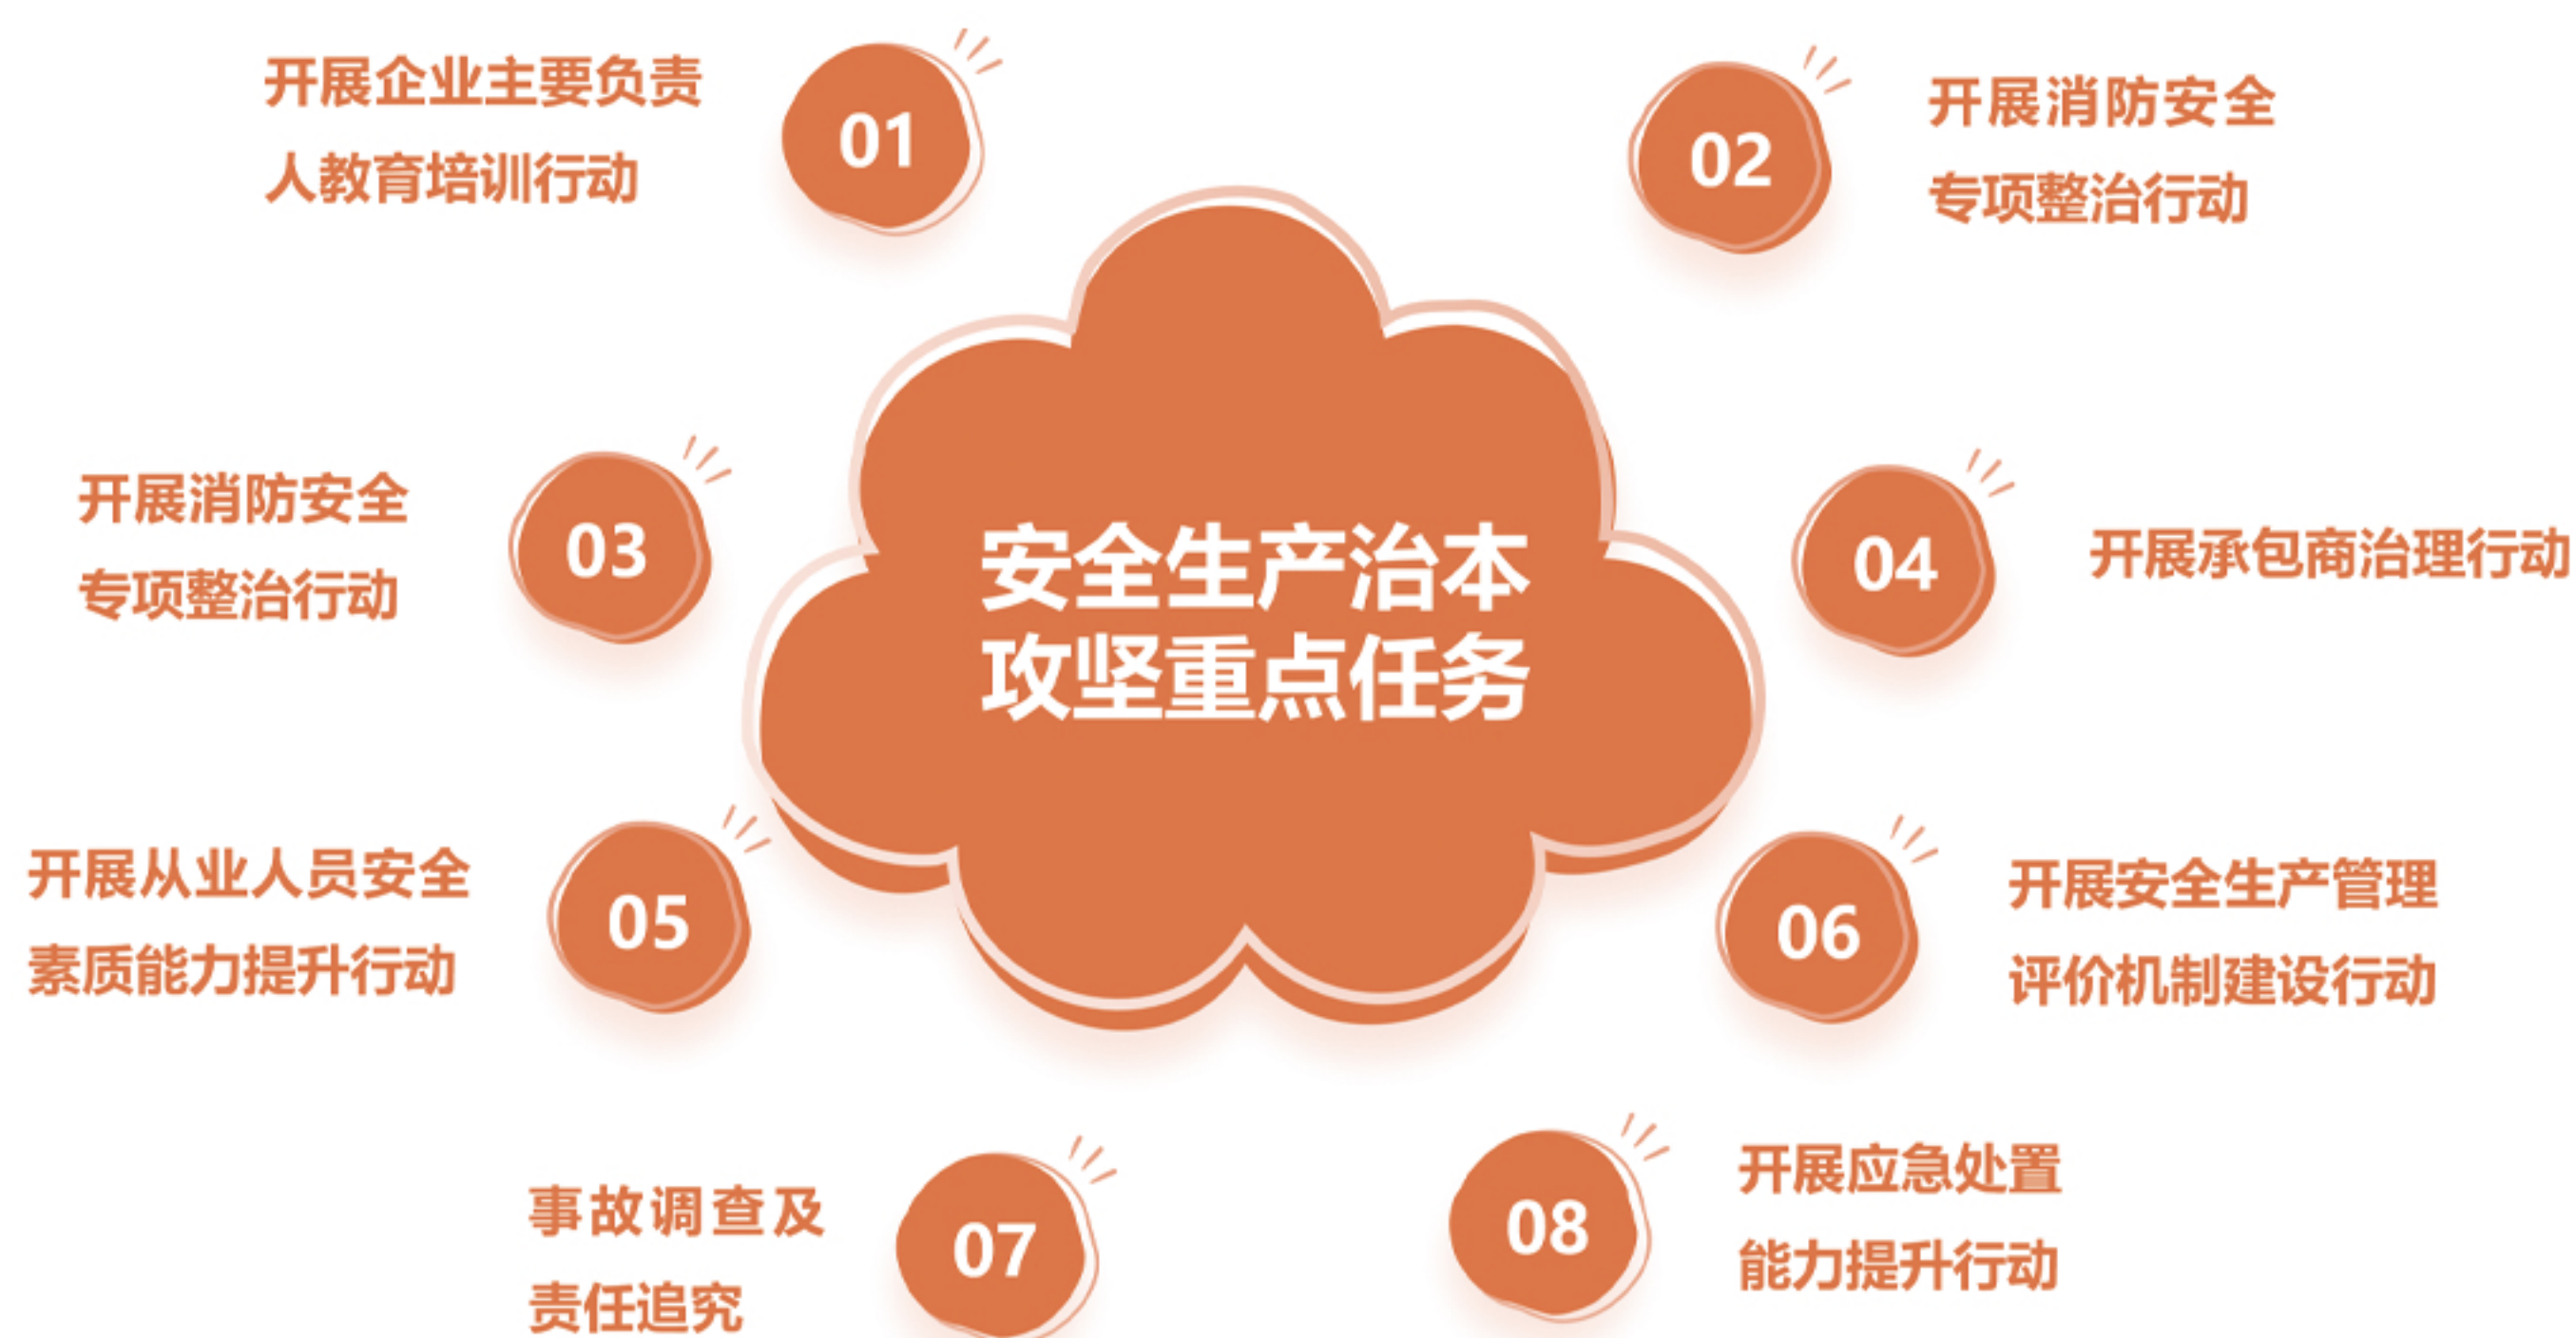 开展企业主要负责
人教育培训行动
01
02
开展消防安全
专项整治行动
开展消防安全
专项整治行动
03
04
开展承包商治理行动
安全生产治本
攻坚重点任务
开展从业人员安全
素质能力提升行动
05
06
开展安全生产管理
评价机制建设行动
事故调查及
责任追究
07
08
开展应急处置
能力提升行动